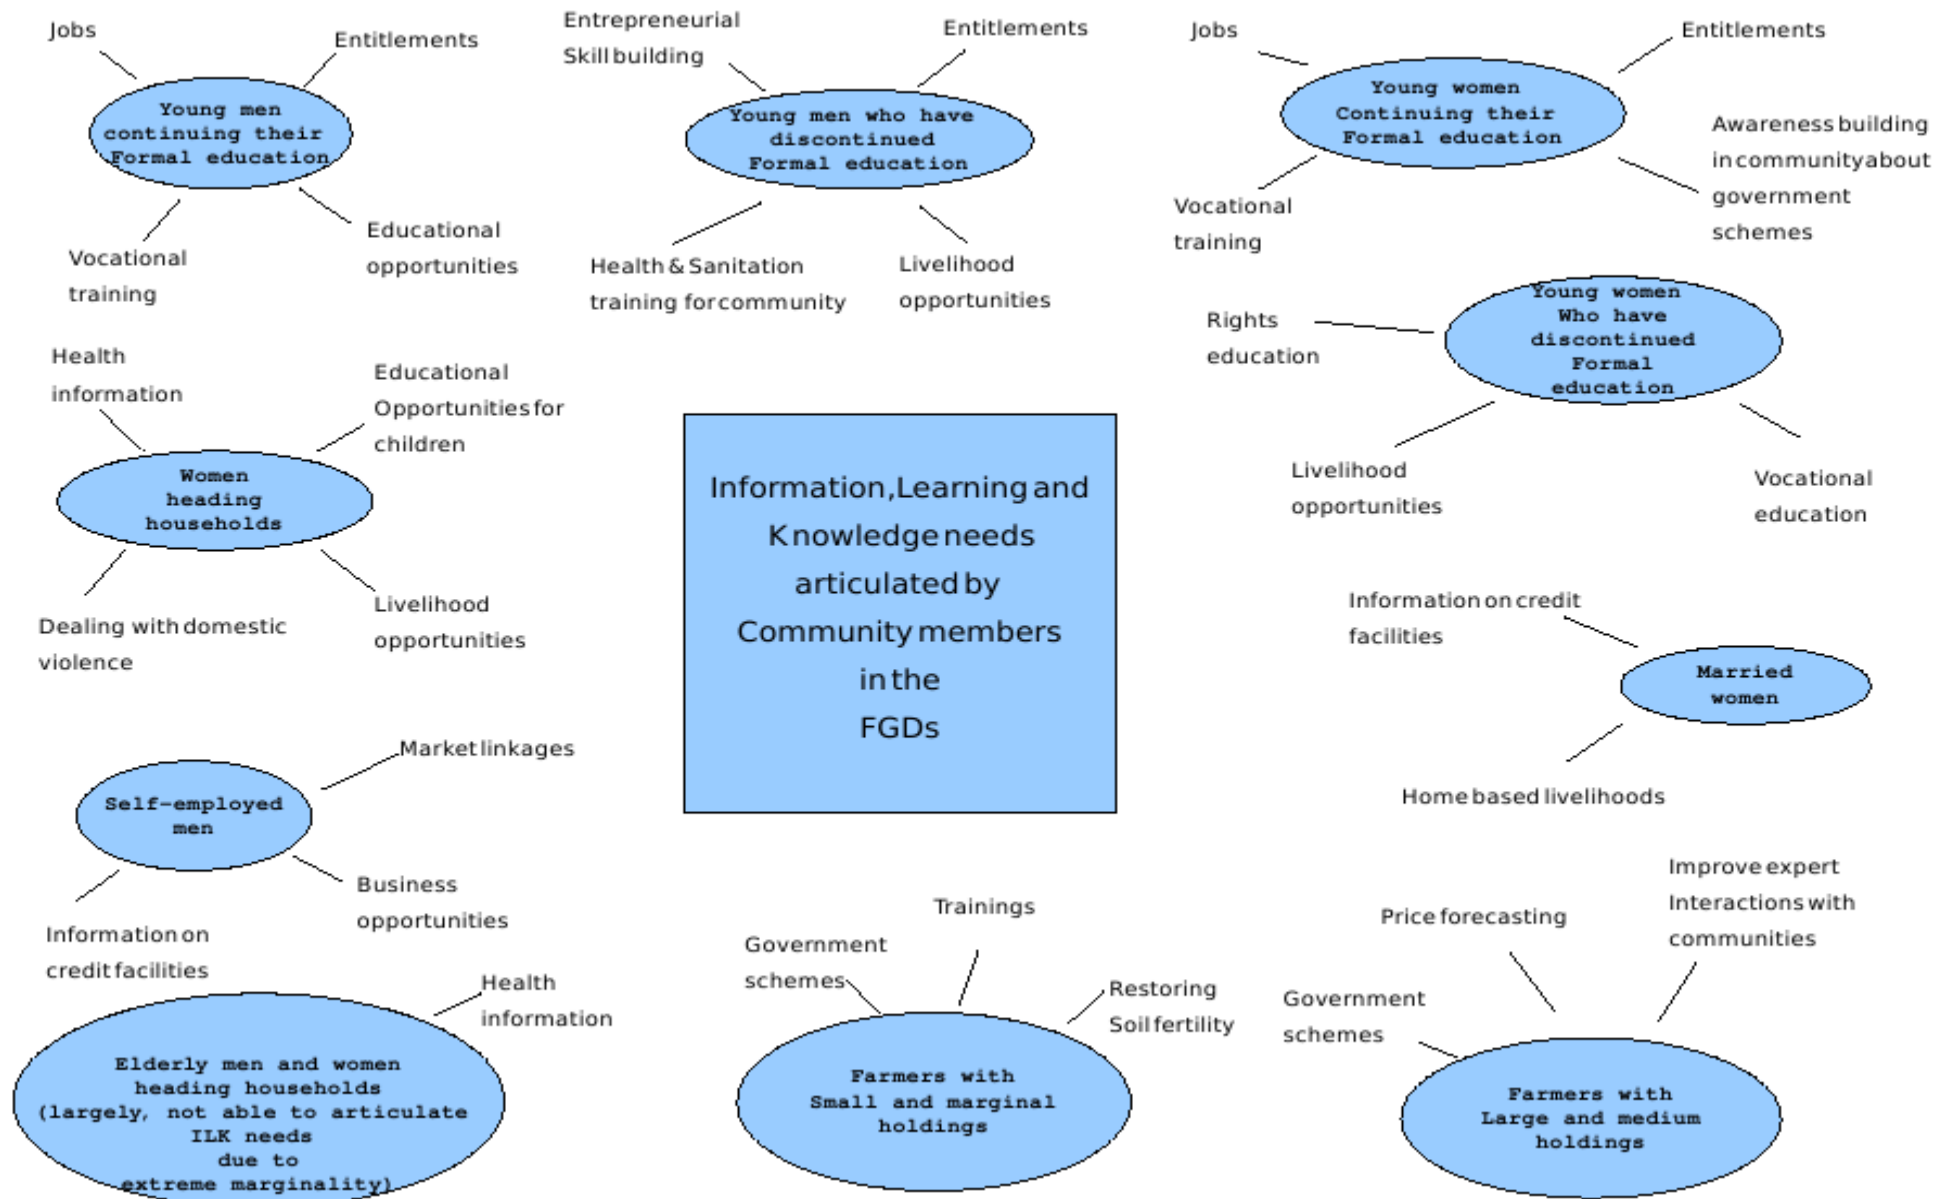 Jobs
Entitlements
Young men
continuing their
Formal education
Vocational
training
Educational
opportunities
Entrepreneurial
Skill building
Entitlements
Young men who have
discontinued
Formal education
Health & Sanitation
training for community
Livelihood
opportunities
Jobs
Entitlements
Young women
Continuing their
Formal education
Vocational
training
Awareness building
in community about
government
schemes
Rights
education
Young women
Who have
discontinued
Formal
education
Livelihood
opportunities
Vocational
education
Health
information
Educational
Opportunities for
children
Women
heading
households
Dealing with domestic
violence
Livelihood
opportunities
Information, Learning and
Knowledge needs
articulated by
Community members
in the
FGDs
Information on credit
facilities
Married
women
Home based livelihoods
Market linkages
Self-employed
men
Information on
credit facilities
Business
opportunities
Health
information
Elderly men and women
heading households
(largely, not able to articulate
ILK needs
due to
extreme marginality)
Trainings
Government
schemes
Restoring
Soil fertility
Farmers with
Small and marginal
holdings
Price forecasting
Improve expert
Interactions with
communities
Government
schemes
Farmers with
Large and medium
holdings